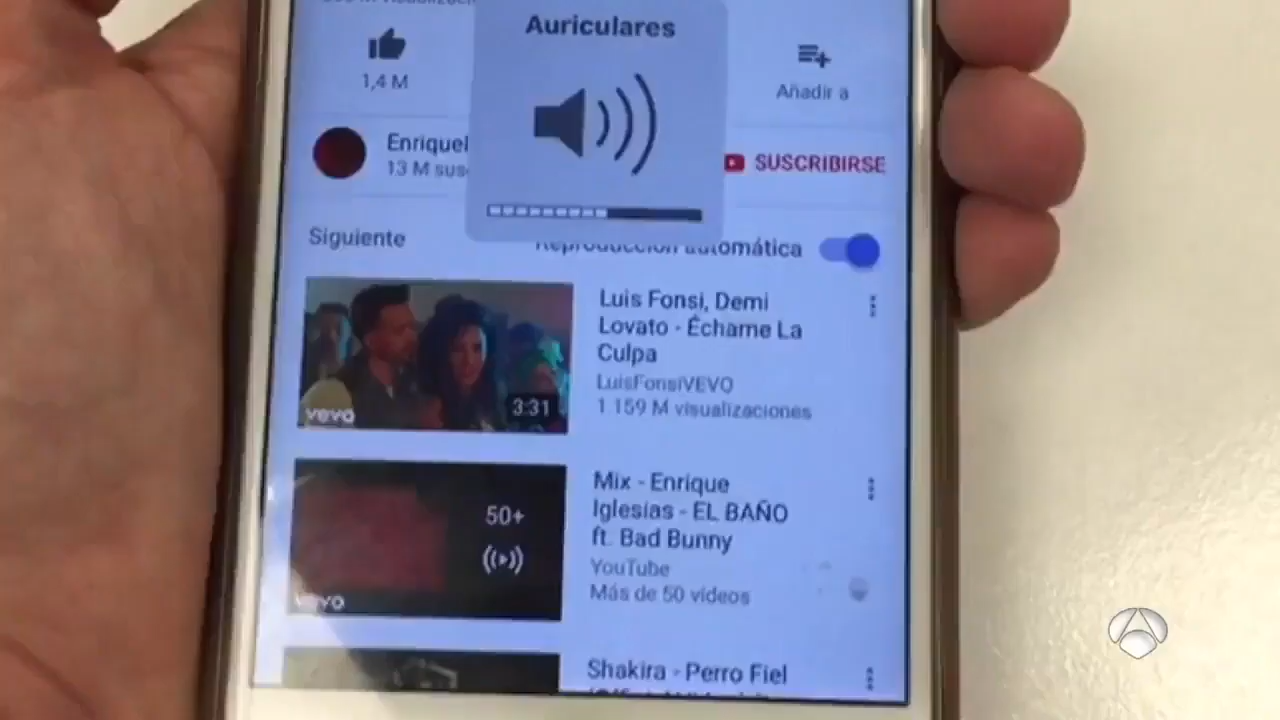 Auriculares
1,4 M
Añadir a
Enrique
13 M sus
SUSCRIBIRSE
Siguiente
Reproducción automática
Luis Fonsi, Demi
Lovato - Échame La
Culpa
LuisFonsiVEVO
1.159 M visualizaciones
vevo
3:31
Mix - Enrique
Iglesias - EL BAÑO
ft. Bad Bunny
YouTube
Más de 50 vídeos
50+
vevo
Shakira - Perro Fiel